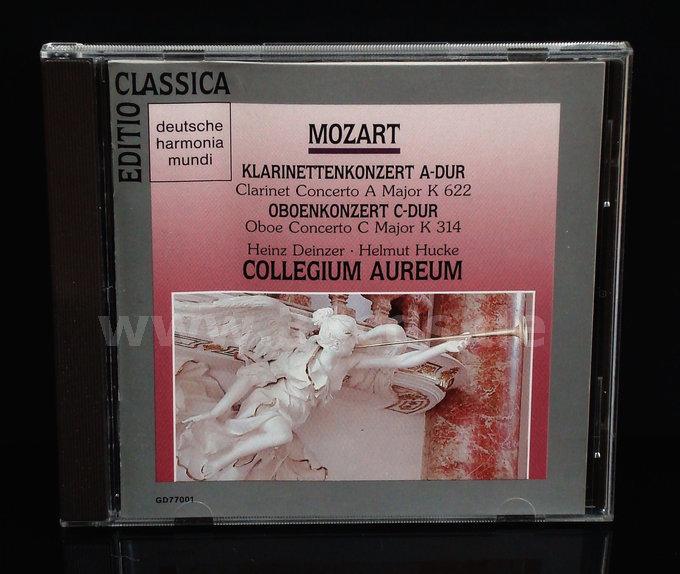 EDITIO CLASSICA
deutsche
harmonia
mundi
MOZART
KLARINETTENKONZERT A-DUR
Clarinet Concerto A Major K 622
OBOENKONZERT C-DUR
Oboe Concerto C Major K 314
Heinz Deinzer · Helmut Hucke
COLLEGIUM AUREUM
GD77001